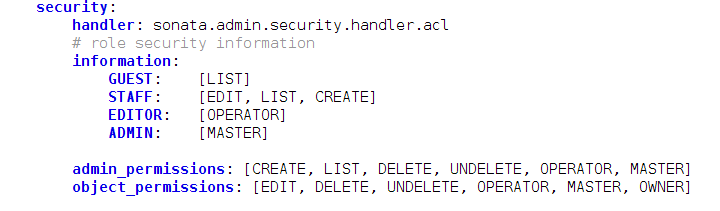 security:
    handler: sonata.admin.security.handler.acl
    # role security information
    information:
        GUEST:    [LIST]
        STAFF:    [EDIT, LIST, CREATE]
        EDITOR:   [OPERATOR]
        ADMIN:    [MASTER]
    admin_permissions: [CREATE, LIST, DELETE, UNDELETE, OPERATOR, MASTER]
    object_permissions: [EDIT, DELETE, UNDELETE, OPERATOR, MASTER, OWNER]